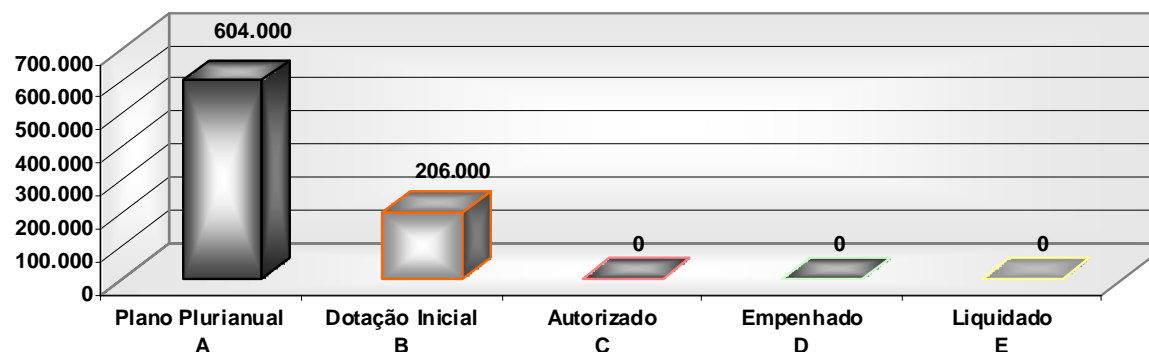 604.000
700.000
600.000
500.000
400.000
300.000
200.000
100.000
0
206.000
0
0
0
Plano Plurianual
A
Dotação Inicial
B
Autorizado
C
Empenhado
D
Liquidado
E